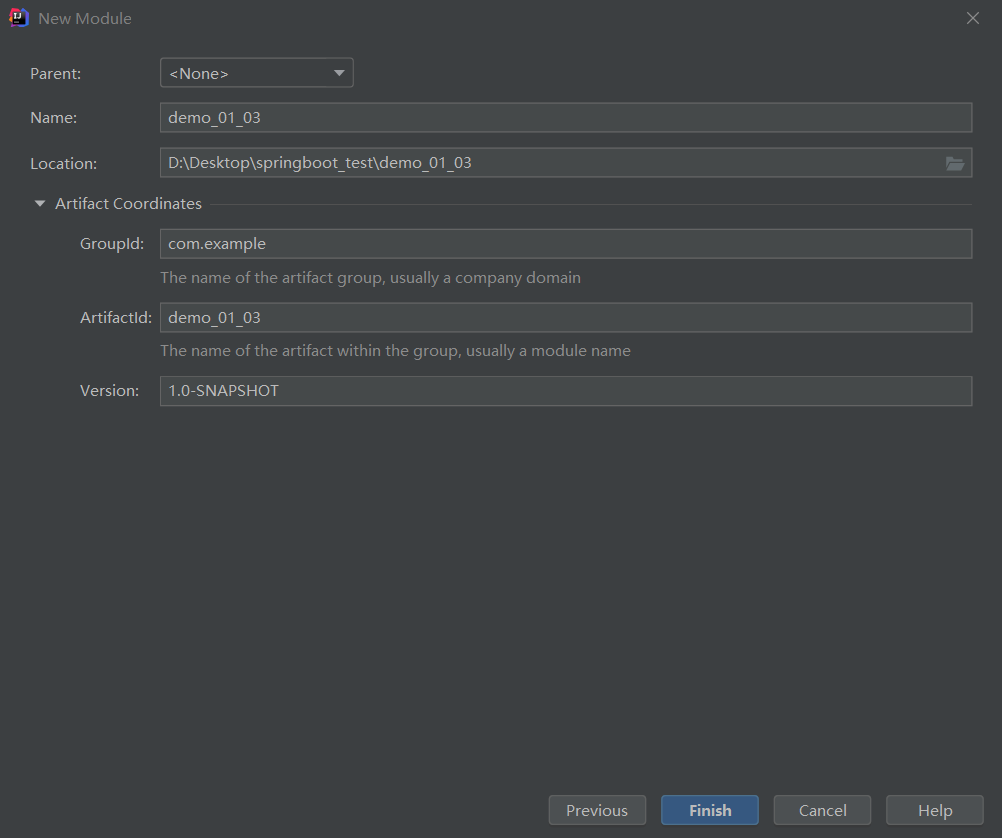 New Module
Parent: <None>
Name: demo_01_03
Location: D:\Desktop\springboot_test\demo_01_03
Artifact Coordinates
GroupId: com.example
The name of the artifact group, usually a company domain
ArtifactId: demo_01_03
The name of the artifact within the group, usually a module name
Version: 1.0-SNAPSHOT
Previous Finish Cancel Help